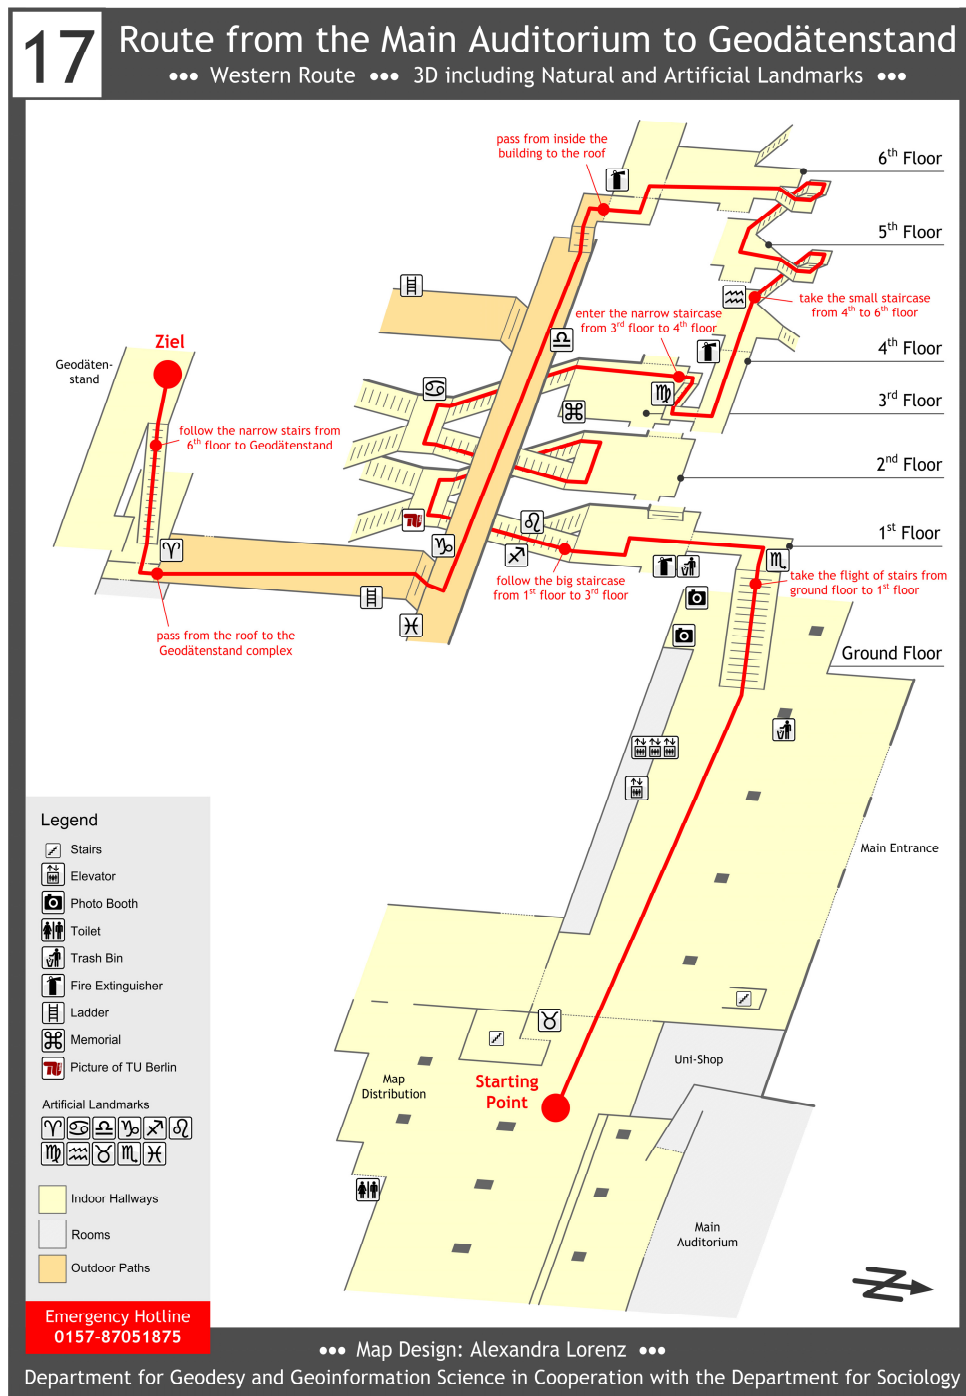 17
Route from the Main Auditorium to Geodätenstand
••• Western Route ••• 3D including Natural and Artificial Landmarks •••
pass from inside the
building to the roof
6th Floor
5th Floor
take the small staircase
from 4th to 6th floor
enter the narrow staircase
from 3rd floor to 4th floor
4th Floor
3rd Floor
2nd Floor
1st Floor
Ziel
Geodäten-
stand
follow the narrow stairs from
6th floor to Geodätenstand
follow the big staircase
from 1st floor to 3rd floor
take the flight of stairs from
ground floor to 1st floor
pass from the roof to the
Geodätenstand complex
Ground Floor
Main Entrance
Uni-Shop
Map
Distribution
Starting
Point
Main
Auditorium
Legend
Stairs
Elevator
Photo Booth
Toilet
Trash Bin
Fire Extinguisher
Ladder
Memorial
Picture of TU Berlin
Artificial Landmarks
♈ ♋ ♎ ♑ ♐ ♌
♍ ♒ ♉ ♏ ♓
Indoor Hallways
Rooms
Outdoor Paths
Emergency Hotline
0157-87051875
••• Map Design: Alexandra Lorenz •••
Department for Geodesy and Geoinformation Science in Cooperation with the Department for Sociology